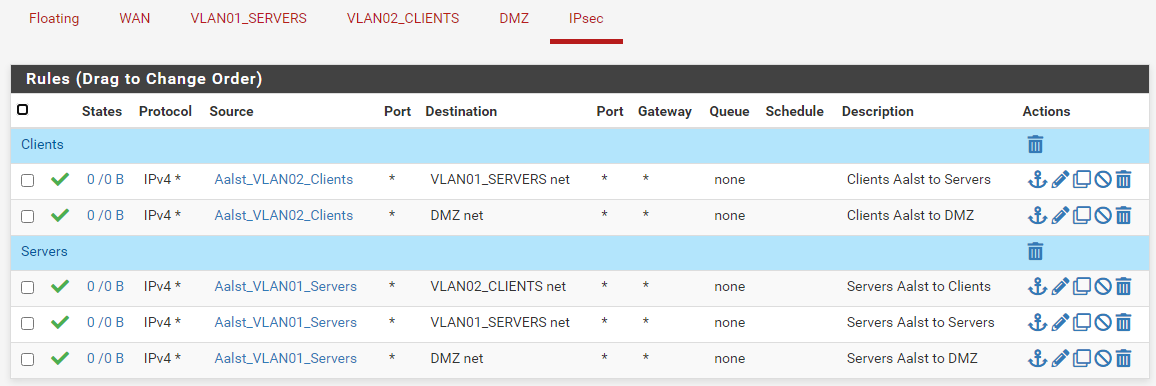 Floating WAN VLAN01_SERVERS VLAN02_CLIENTS DMZ IPsec
Rules (Drag to Change Order)
States Protocol Source Port Destination Port Gateway Queue Schedule Description Actions
Clients
0 /0 B IPv4 * Aalst_VLAN02_Clients * VLAN01_SERVERS net * * none Clients Aalst to Servers
0 /0 B IPv4 * Aalst_VLAN02_Clients * DMZ net * * none Clients Aalst to DMZ
Servers
0 /0 B IPv4 * Aalst_VLAN01_Servers * VLAN02_CLIENTS net * * none Servers Aalst to Clients
0 /0 B IPv4 * Aalst_VLAN01_Servers * VLAN01_SERVERS net * * none Servers Aalst to Servers
0 /0 B IPv4 * Aalst_VLAN01_Servers * DMZ net * * none Servers Aalst to DMZ